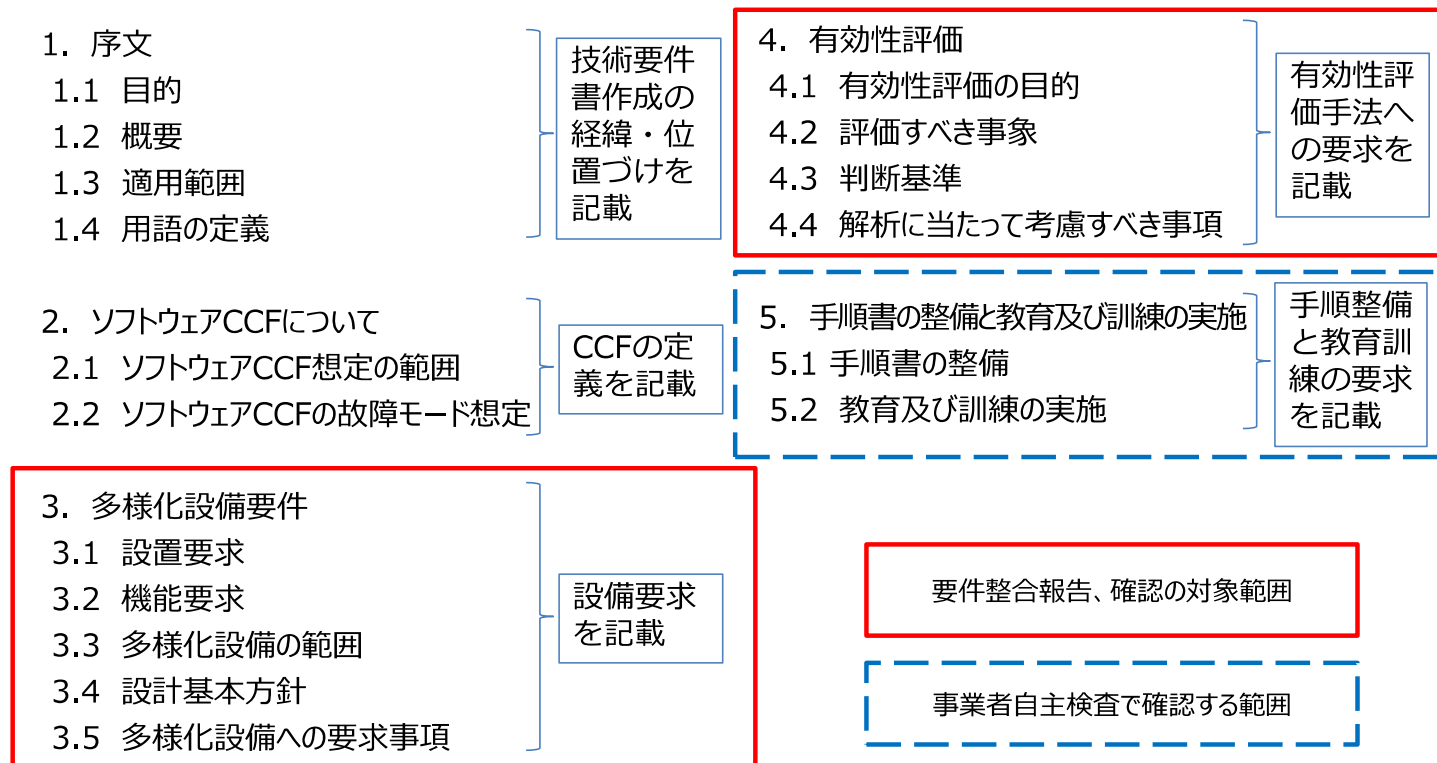 1. 序文
1.1 目的
1.2 概要
1.3 適用範囲
1.4 用語の定義
技術要件
書作成の
経緯・位
置づけを
記載
2. ソフトウェアCCFについて
2.1 ソフトウェアCCF想定の範囲
2.2 ソフトウェアCCFの故障モード想定
CCFの定
義を記載
3. 多様化設備要件
3.1 設置要求
3.2 機能要求
3.3 多様化設備の範囲
3.4 設計基本方針
3.5 多様化設備への要求事項
設備要求
を記載
4. 有効性評価
4.1 有効性評価の目的
4.2 評価すべき事象
4.3 判断基準
4.4 解析に当たって考慮すべき事項
有効性評
価手法へ
の要求を
記載
5. 手順書の整備と教育及び訓練の実施
5.1 手順書の整備
5.2 教育及び訓練の実施
手順整備
と教育訓
練の要求
を記載
要件整合報告、確認の対象範囲
事業者自主検査で確認する範囲